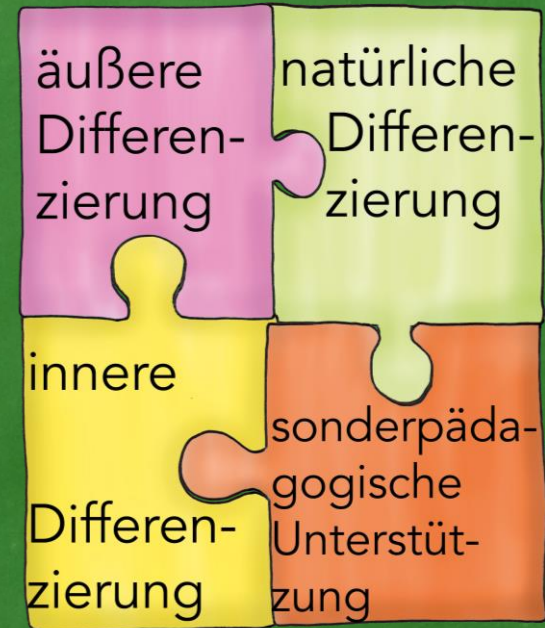 äußere
Differen-
zierung
natürliche
Differen-
zierung
innere
Differen-
zierung
sonderpäda-
gogische
Unterstüt-
zung